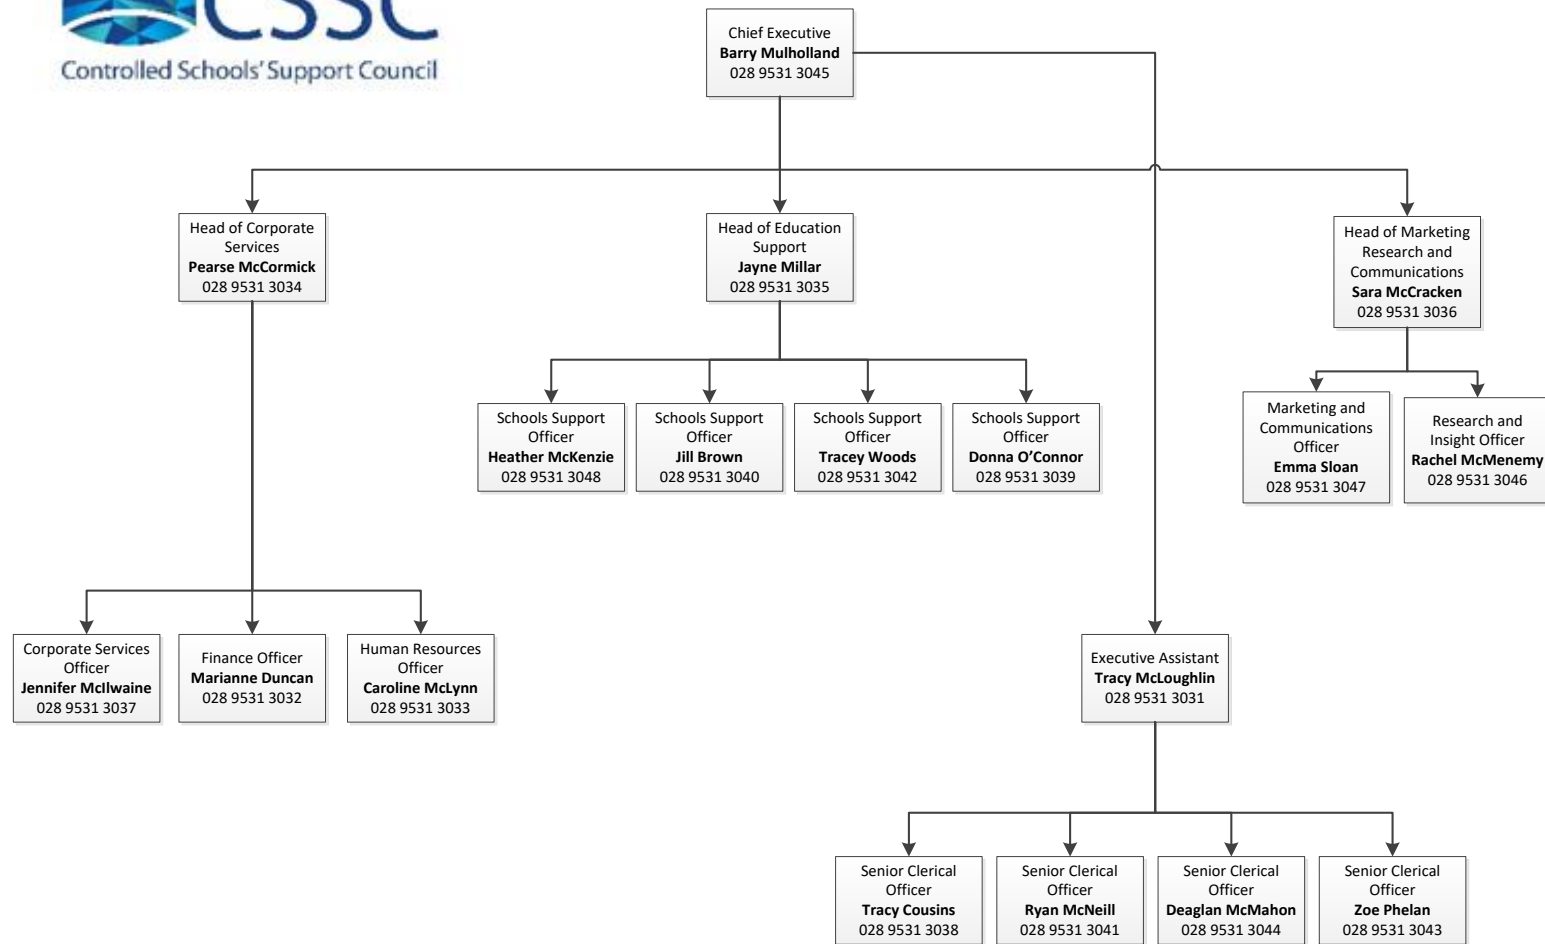 CSSC
Controlled Schools' Support Council
Chief Executive
Barry Mulholland
028 9531 3045
Head of Corporate
Services
Pearse McCormick
028 9531 3034
Head of Education
Support
Jayne Millar
028 9531 3035
Head of Marketing
Research and
Communications
Sara McCracken
028 9531 3036
Schools Support
Officer
Heather McKenzie
028 9531 3048
Schools Support
Officer
Jill Brown
028 9531 3040
Schools Support
Officer
Tracey Woods
028 9531 3042
Schools Support
Officer
Donna O’Connor
028 9531 3039
Marketing and
Communications
Officer
Emma Sloan
028 9531 3047
Research and
Insight Officer
Rachel McMenemy
028 9531 3046
Corporate Services
Officer
Jennifer McIlwaine
028 9531 3037
Finance Officer
Marianne Duncan
028 9531 3032
Human Resources
Officer
Caroline McLynn
028 9531 3033
Executive Assistant
Tracy McLoughlin
028 9531 3031
Senior Clerical
Officer
Tracy Cousins
028 9531 3038
Senior Clerical
Officer
Ryan McNeill
028 9531 3041
Senior Clerical
Officer
Deaglan McMahon
028 9531 3044
Senior Clerical
Officer
Zoe Phelan
028 9531 3043